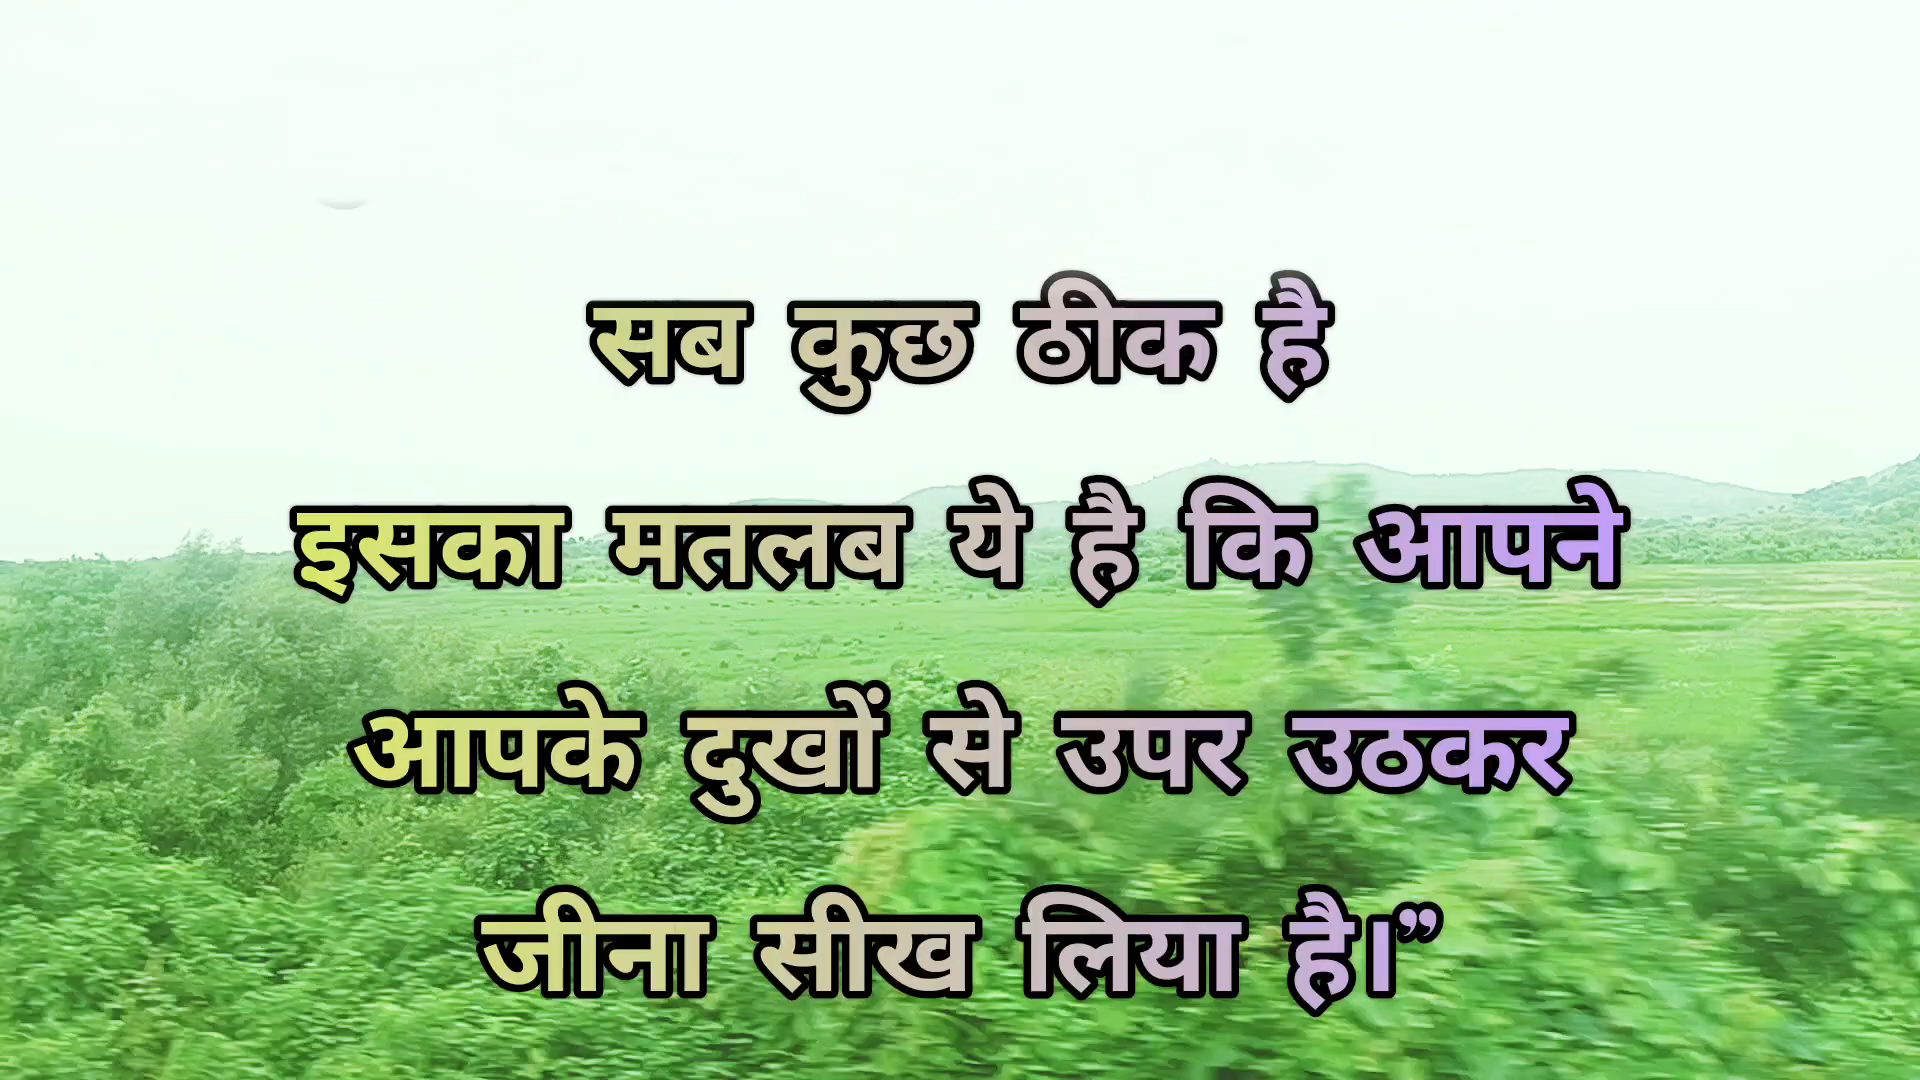 सब कुछ ठीक है
इसका मतलब ये है कि आपने
आपके दुखों से उपर उठकर
जीना सीख लिया है।”